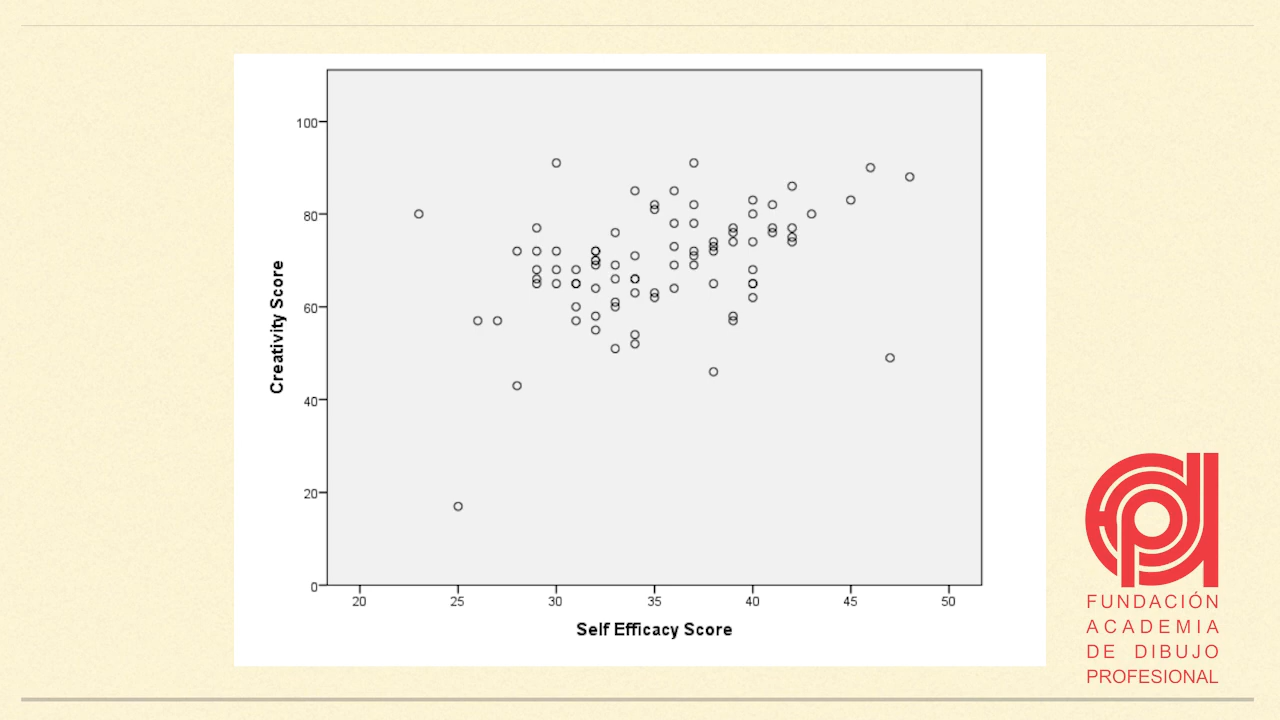 100
80
60
40
20
0
20 25 30 35 40 45 50
Creativity Score
Self Efficacy Score
FUNDACIÓN
ACADEMIA
DE DIBUJO
PROFESIONAL